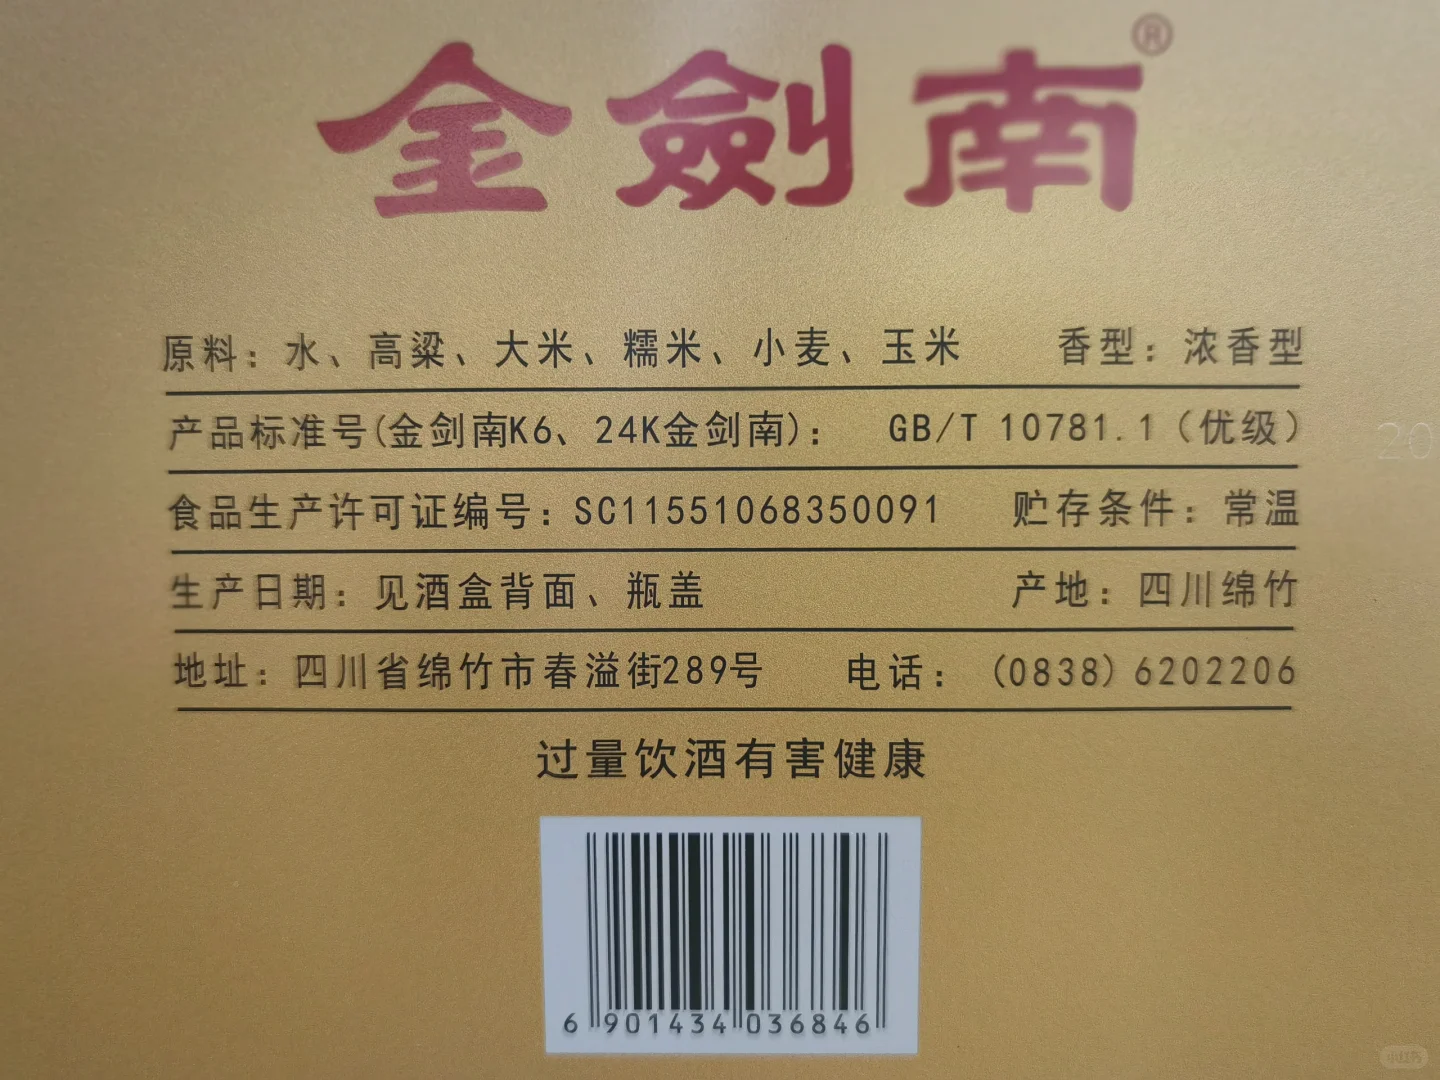 金劍南®
原料：水、高粱、大米、糯米、小麦、玉米 香型：浓香型
产品标准号(金剑南K6、24K金剑南)： GB/T 10781.1（优级）
食品生产许可证编号：SC11551068350091 贮存条件：常温
生产日期：见酒盒背面、瓶盖 产地：四川绵竹
地址：四川省绵竹市春溢街289号 电话：(0838)6202206
过量饮酒有害健康
6 901434 036846
20
小红书